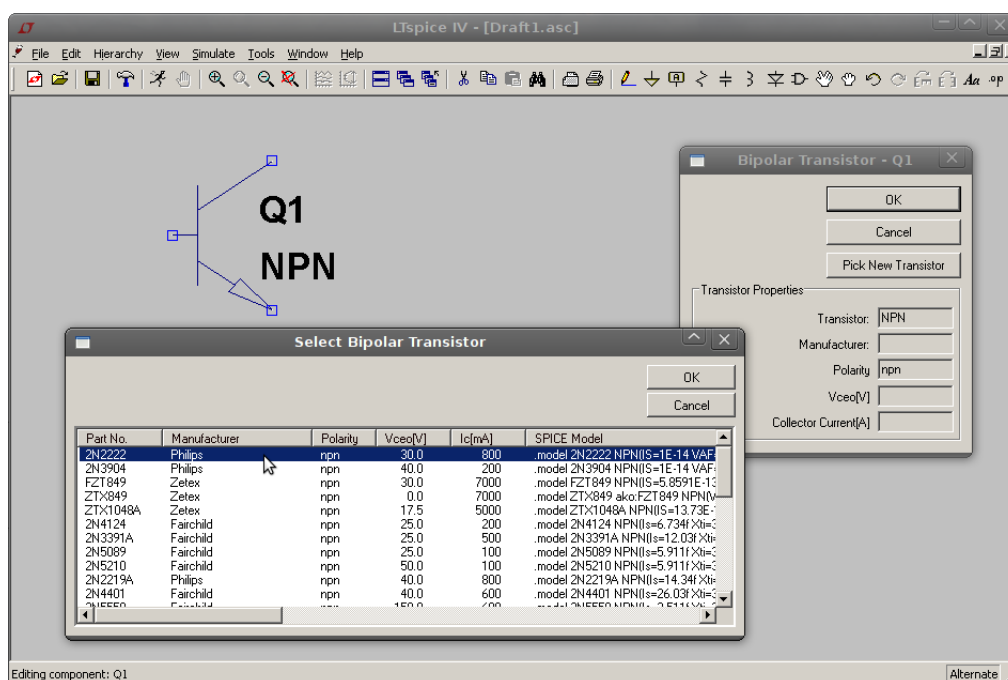 LTspice IV - [Draft1.asc]
File Edit Hierarchy View Simulate Tools Window Help
Aa .op
Q1
NPN
Bipolar Transistor - Q1
OK
Cancel
Pick New Transistor
Transistor Properties
Transistor: NPN
Manufacturer:
Polarity npn
Vceo[V]
Collector Current[A]
Select Bipolar Transistor
OK
Cancel
Part No. Manufacturer Polarity Vceo[V] Ic[mA] SPICE Model
2N2222 Philips npn 30.0 800 .model 2N2222 NPN(IS=1E-14 VAF=
2N3904 Philips npn 40.0 200 .model 2N3904 NPN(IS=1E-14 VAF=
FZT849 Zetex npn 30.0 7000 .model FZT849 NPN(IS=5.8591E-13
ZTX849 Zetex npn 0.0 7000 .model ZTX849 ako:FZT849 NPN(V
ZTX1048A Zetex npn 17.5 5000 .model ZTX1048A NPN(IS=13.73E-
2N4124 Fairchild npn 25.0 200 .model 2N4124 NPN(Is=6.734f Xti=
2N3391A Fairchild npn 25.0 500 .model 2N3391A NPN(Is=12.03f Xti=
2N5089 Fairchild npn 25.0 100 .model 2N5089 NPN(Is=5.911f Xti=3
2N5210 Fairchild npn 50.0 100 .model 2N5210 NPN(Is=5.911f Xti=3
2N2219A Philips npn 40.0 800 .model 2N2219A NPN(Is=14.34f Xti=
2N4401 Fairchild npn 40.0 600 .model 2N4401 NPN(Is=26.03f Xti=3
Editing component: Q1
Alternate